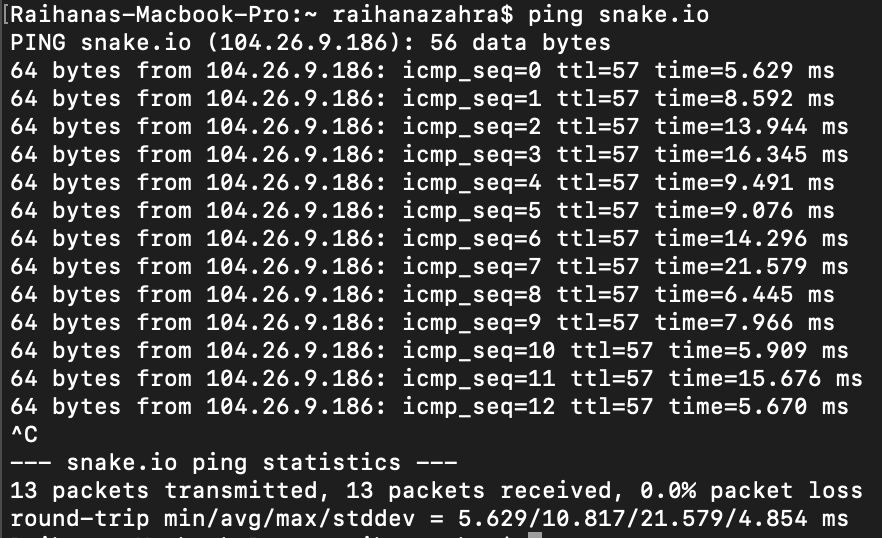 [Raihanas-Macbook-Pro:~ raihanazahra$ ping snake.io
PING snake.io (104.26.9.186): 56 data bytes
64 bytes from 104.26.9.186: icmp_seq=0 ttl=57 time=5.629 ms
64 bytes from 104.26.9.186: icmp_seq=1 ttl=57 time=8.592 ms
64 bytes from 104.26.9.186: icmp_seq=2 ttl=57 time=13.944 ms
64 bytes from 104.26.9.186: icmp_seq=3 ttl=57 time=16.345 ms
64 bytes from 104.26.9.186: icmp_seq=4 ttl=57 time=9.491 ms
64 bytes from 104.26.9.186: icmp_seq=5 ttl=57 time=9.076 ms
64 bytes from 104.26.9.186: icmp_seq=6 ttl=57 time=14.296 ms
64 bytes from 104.26.9.186: icmp_seq=7 ttl=57 time=21.579 ms
64 bytes from 104.26.9.186: icmp_seq=8 ttl=57 time=6.445 ms
64 bytes from 104.26.9.186: icmp_seq=9 ttl=57 time=7.966 ms
64 bytes from 104.26.9.186: icmp_seq=10 ttl=57 time=5.909 ms
64 bytes from 104.26.9.186: icmp_seq=11 ttl=57 time=15.676 ms
64 bytes from 104.26.9.186: icmp_seq=12 ttl=57 time=5.670 ms
^C
--- snake.io ping statistics ---
13 packets transmitted, 13 packets received, 0.0% packet loss
round-trip min/avg/max/stddev = 5.629/10.817/21.579/4.854 ms